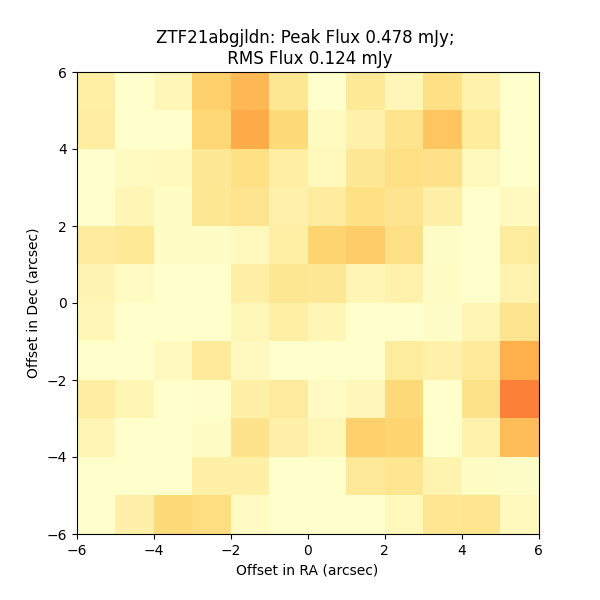 ZTF21abgjldn: Peak Flux 0.478 mJy;
RMS Flux 0.124 mJy
6
4
2
0
−2
−4
−6
Offset in Dec (arcsec)
−6 −4 −2 0 2 4 6
Offset in RA (arcsec)